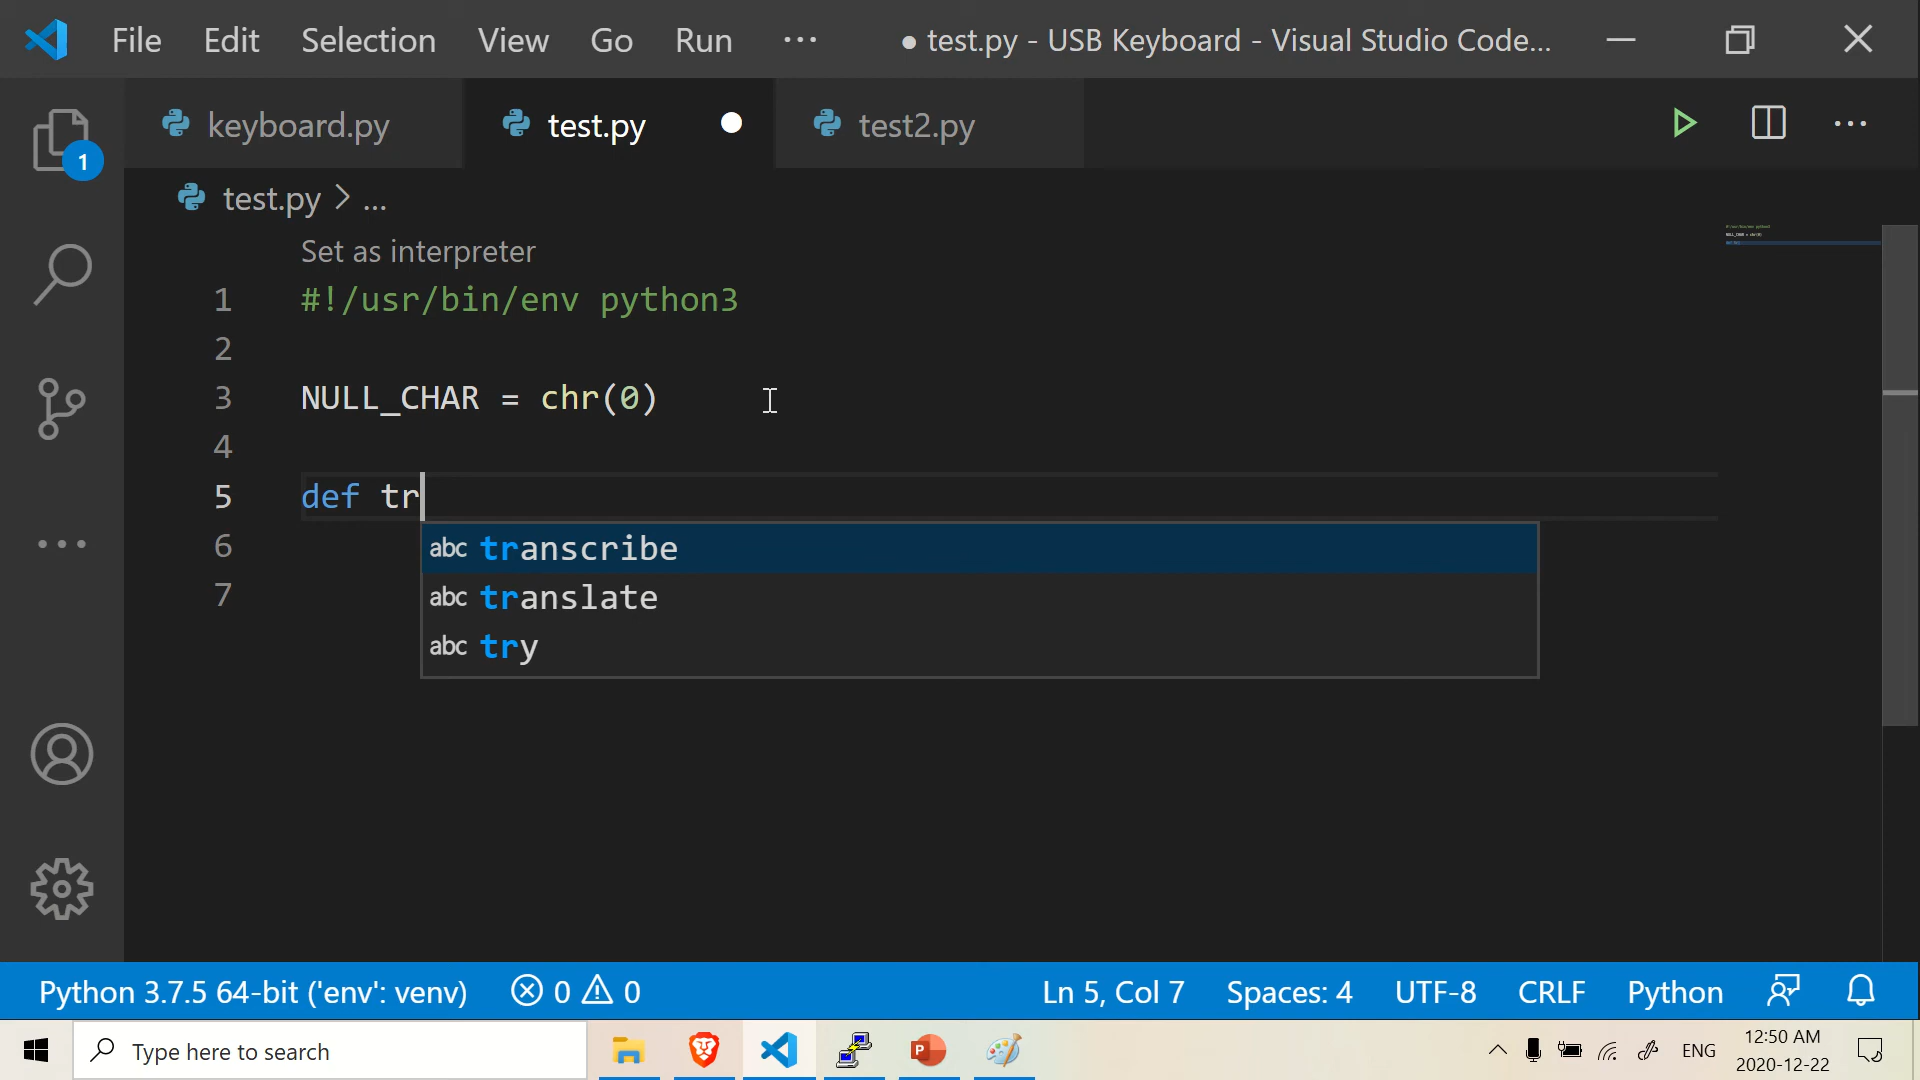 File Edit Selection View Go Run ··· ● test.py - USB Keyboard - Visual Studio Code...
keyboard.py test.py test2.py
1
test.py > ...
Set as interpreter
1 #!/usr/bin/env python3
2
3 NULL_CHAR = chr(0)
4
5 def tr
6 abc transcribe
7 abc translate
abc try
Python 3.7.5 64-bit ('env': venv) 0 0 Ln 5, Col 7 Spaces: 4 UTF-8 CRLF Python
Type here to search ENG 12:50 AM
2020-12-22